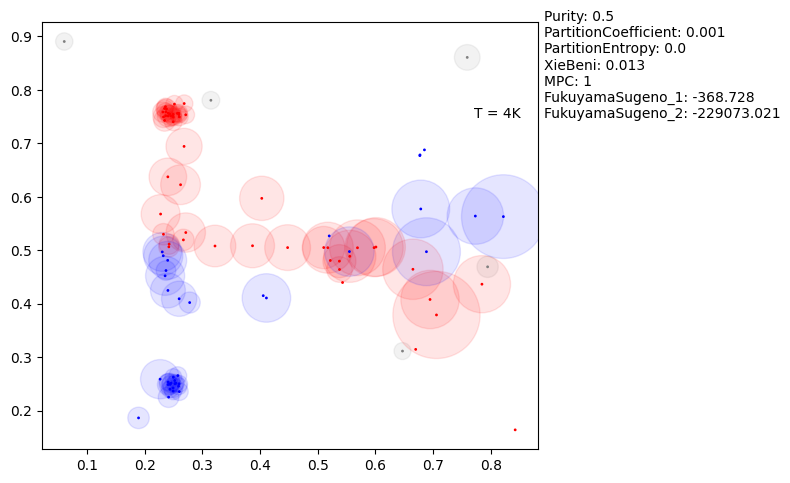 Purity: 0.5
PartitionCoefficient: 0.001
PartitionEntropy: 0.0
XieBeni: 0.013
MPC: 1
FukuyamaSugeno_1: -368.728
FukuyamaSugeno_2: -229073.021
T = 4K
0.9
0.8
0.7
0.6
0.5
0.4
0.3
0.2
0.1 0.2 0.3 0.4 0.5 0.6 0.7 0.8